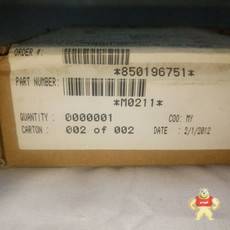 ORDER #:
*850196751*
PART NUMBER:
*M0211*
QUANTITY : 0000001 COO: MY
CARTON : 002 of 002 DATE : 2/1/2012